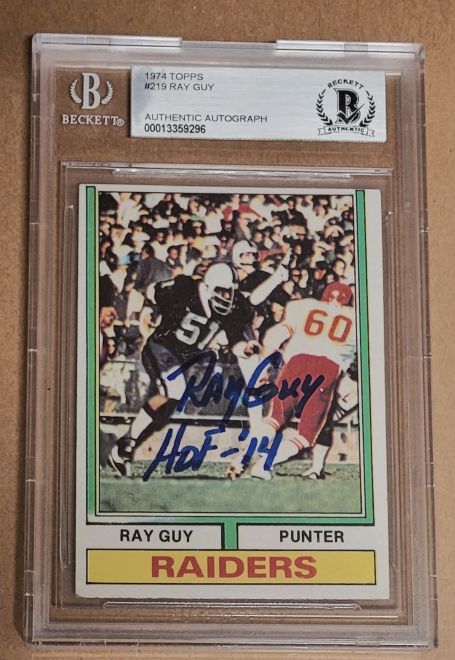 B
BECKETT®
1974 TOPPS
#219 RAY GUY
AUTHENTIC AUTOGRAPH
00013359296
BECKETT
B
AUTHENTIC
51
60
Ray Guy
HOF-'14
RAY GUY PUNTER
RAIDERS